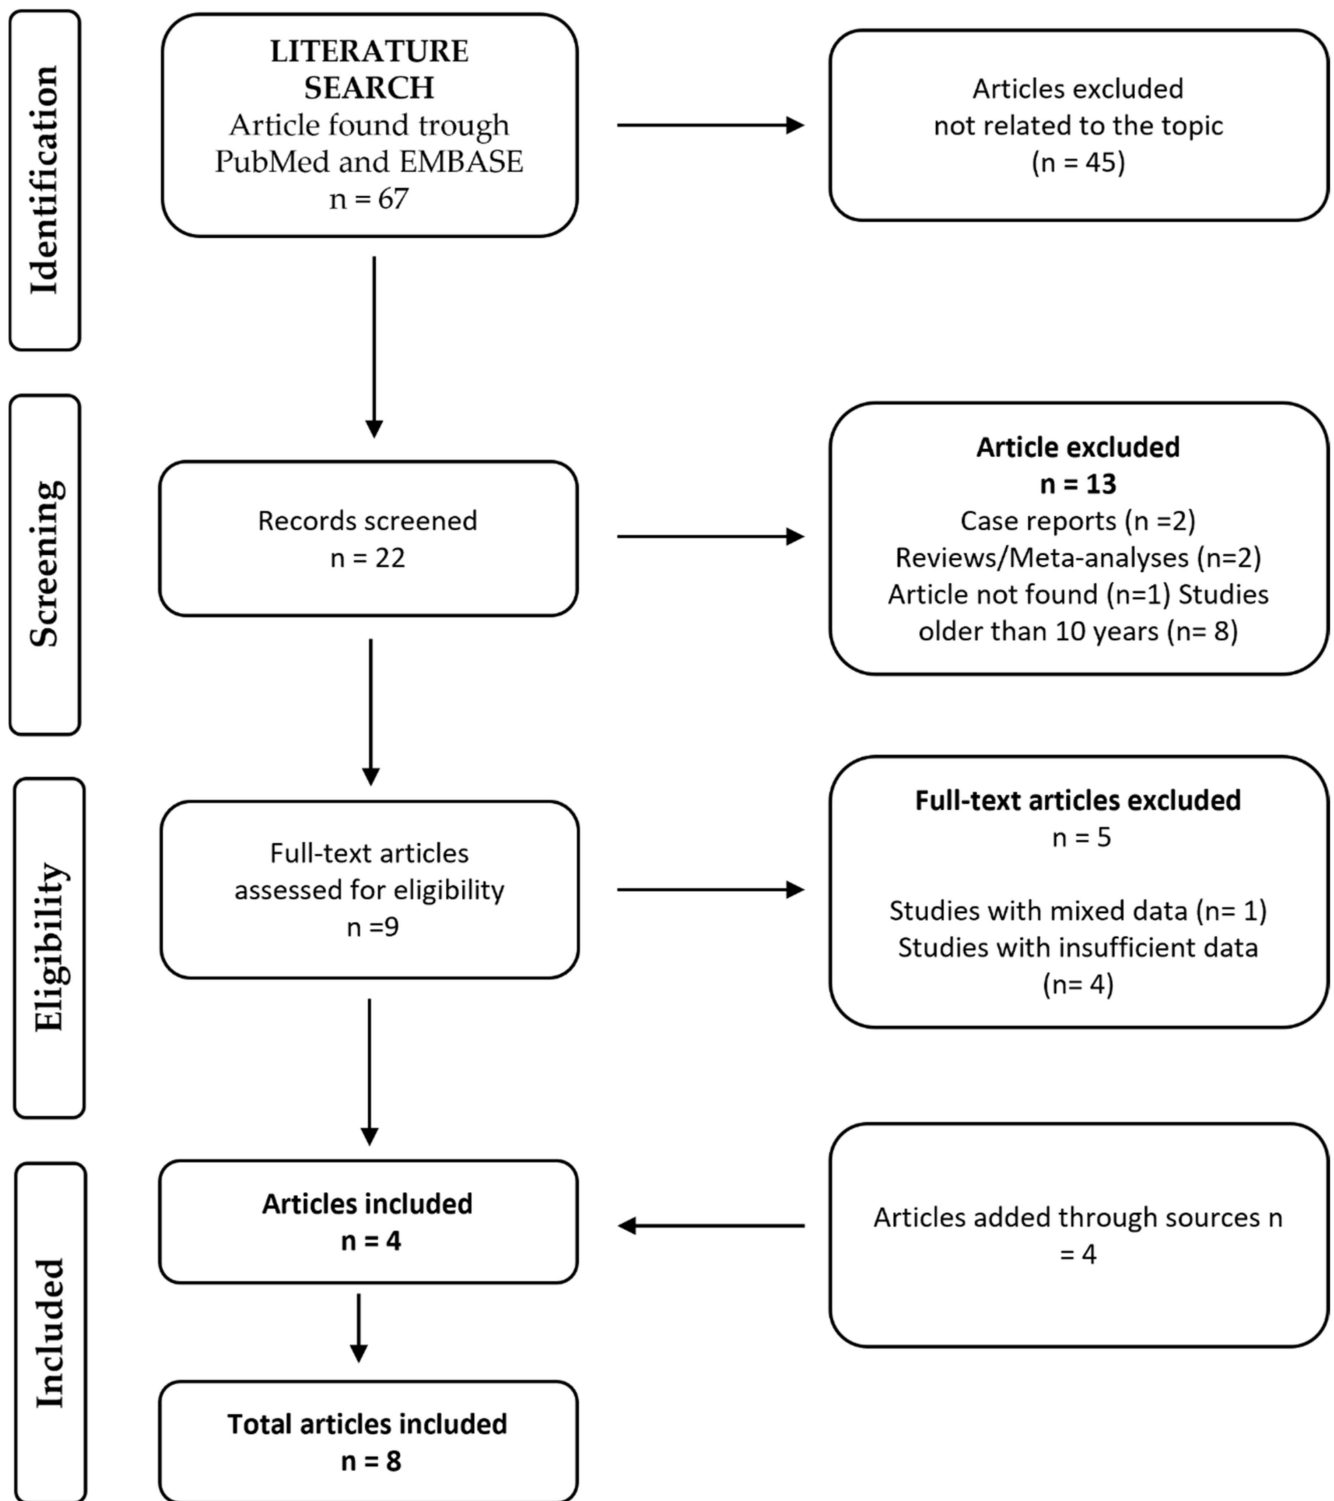 Identification
LITERATURE
SEARCH
Article found trough
PubMed and EMBASE
n = 67
Articles excluded
not related to the topic
(n = 45)
Screening
Records screened
n = 22
Article excluded
n = 13
Case reports (n =2)
Reviews/Meta-analyses (n=2)
Article not found (n=1) Studies
older than 10 years (n= 8)
Eligibility
Full-text articles
assessed for eligibility
n =9
Full-text articles excluded
n = 5
Studies with mixed data (n= 1)
Studies with insufficient data
(n= 4)
Included
Articles included
n = 4
Articles added through sources n
= 4
Total articles included
n = 8